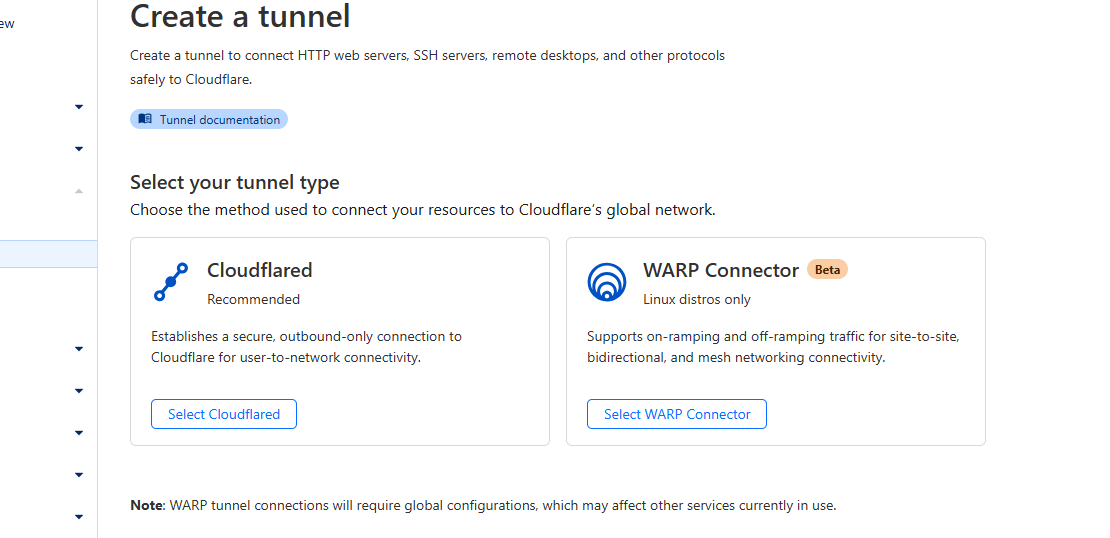 ew
Create a tunnel
Create a tunnel to connect HTTP web servers, SSH servers, remote desktops, and other protocols
safely to Cloudflare.
Tunnel documentation
Select your tunnel type
Choose the method used to connect your resources to Cloudflare’s global network.
Cloudflared
Recommended
Establishes a secure, outbound-only connection to
Cloudflare for user-to-network connectivity.
Select Cloudflared
WARP Connector Beta
Linux distros only
Supports on-ramping and off-ramping traffic for site-to-site,
bidirectional, and mesh networking connectivity.
Select WARP Connector
Note: WARP tunnel connections will require global configurations, which may affect other services currently in use.